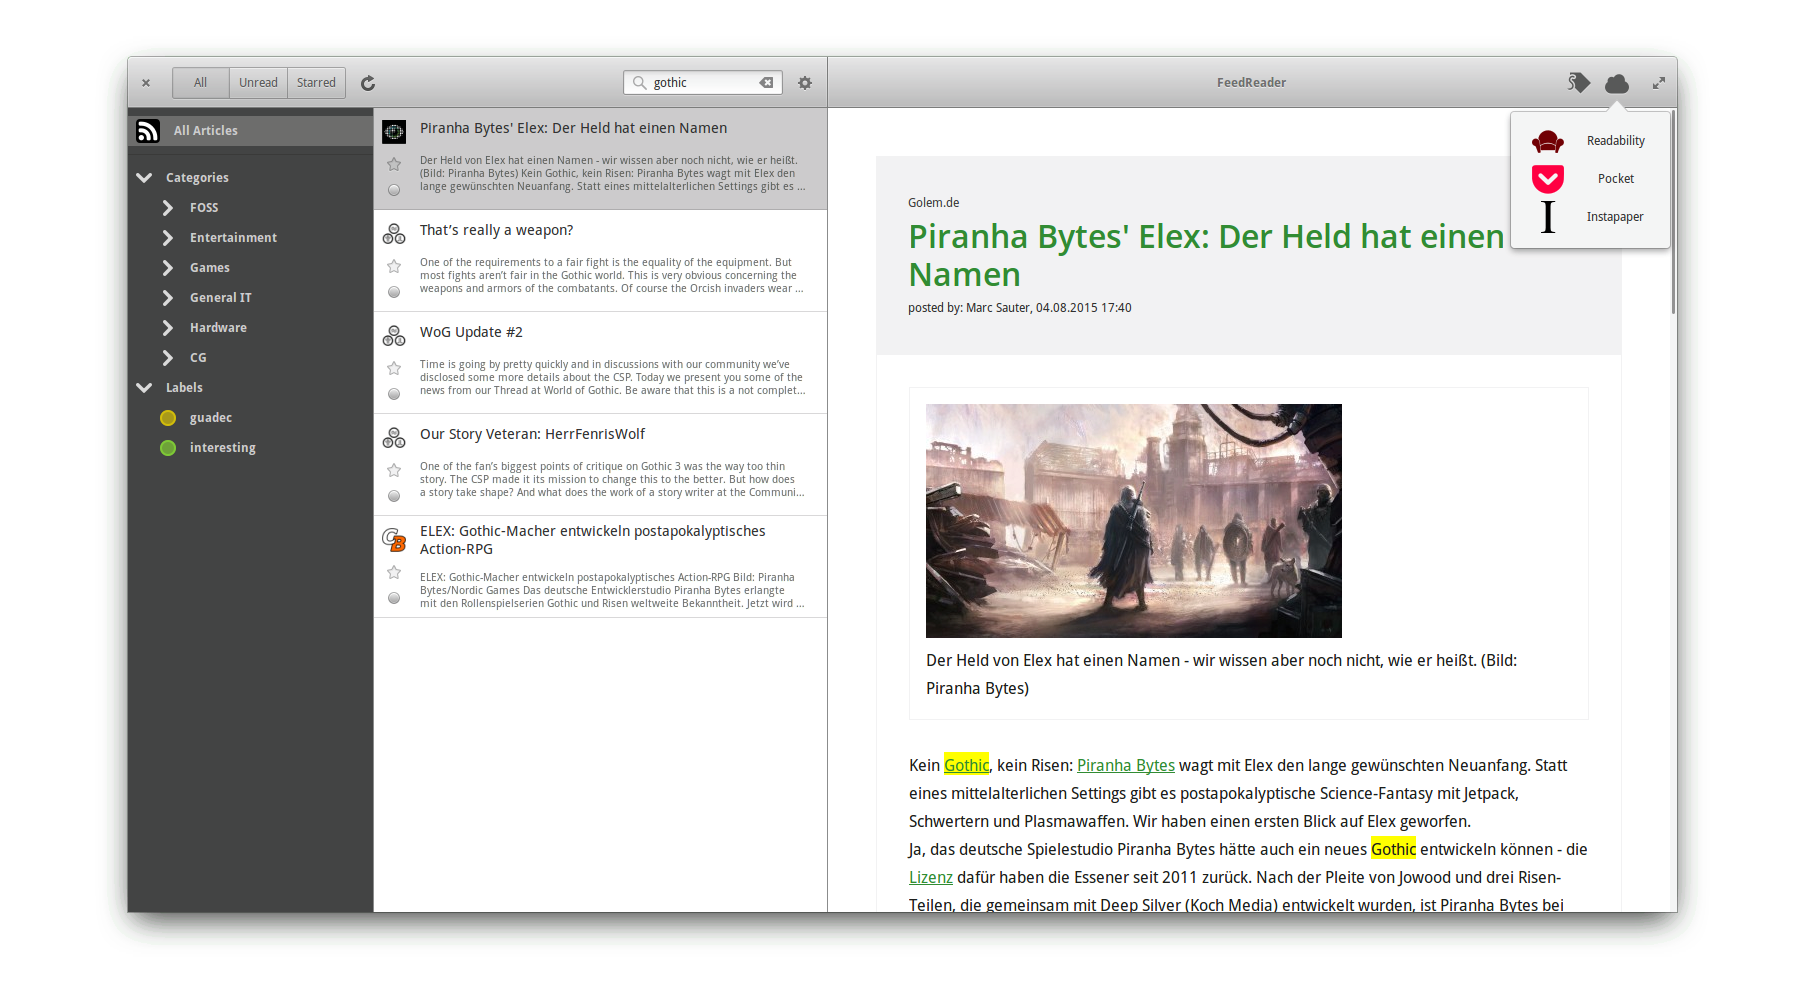 All
Unread
Starred
gothic
FeedReader
All Articles
Categories
FOSS
Entertainment
Games
General IT
Hardware
CG
Labels
guadec
interesting
Piranha Bytes' Elex: Der Held hat einen Namen
Der Held von Elex hat einen Namen - wir wissen aber noch nicht, wie er heißt.
(Bild: Piranha Bytes) Kein Gothic, kein Risen: Piranha Bytes wagt mit Elex den
lange gewünschten Neuanfang. Statt eines mittelalterlichen Settings gibt es ...
That’s really a weapon?
One of the requirements to a fair fight is the equality of the equipment. But
most fights aren’t fair in the Gothic world. This is very obvious concerning the
weapons and armors of the combatants. Of course the Orcish invaders wear ...
WoG Update #2
Time is going by pretty quickly and in discussions with our community we’ve
disclosed some more details about the CSP. Today we present you some of the
news from our Thread at World of Gothic. Be aware that this is a not complet...
Our Story Veteran: HerrFenrisWolf
One of the fan’s biggest points of critique on Gothic 3 was the way too thin
story. The CSP made it its mission to change this to the better. But how does
a story take shape? And what does the work of a story writer at the Communi...
ELEX: Gothic-Macher entwickeln postapokalyptisches
Action-RPG
ELEX: Gothic-Macher entwickeln postapokalyptisches Action-RPG Bild: Piranha
Bytes/Nordic Games Das deutsche Entwicklerstudio Piranha Bytes erlangte
mit den Rollenspielserien Gothic und Risen weltweite Bekanntheit. Jetzt wird ...
Readability
Pocket
Instapaper
Golem.de
Piranha Bytes' Elex: Der Held hat einen
Namen
posted by: Marc Sauter, 04.08.2015 17:40
Der Held von Elex hat einen Namen - wir wissen aber noch nicht, wie er heißt. (Bild:
Piranha Bytes)
Kein Gothic, kein Risen: Piranha Bytes wagt mit Elex den lange gewünschten Neuanfang. Statt
eines mittelalterlichen Settings gibt es postapokalyptische Science-Fantasy mit Jetpack,
Schwertern und Plasmawaffen. Wir haben einen ersten Blick auf Elex geworfen.
Ja, das deutsche Spielestudio Piranha Bytes hätte auch ein neues Gothic entwickeln können - die
Lizenz dafür haben die Essener seit 2011 zurück. Nach der Pleite von Jowood und drei Risen-
Teilen, die gemeinsam mit Deep Silver (Koch Media) entwickelt wurden, ist Piranha Bytes bei